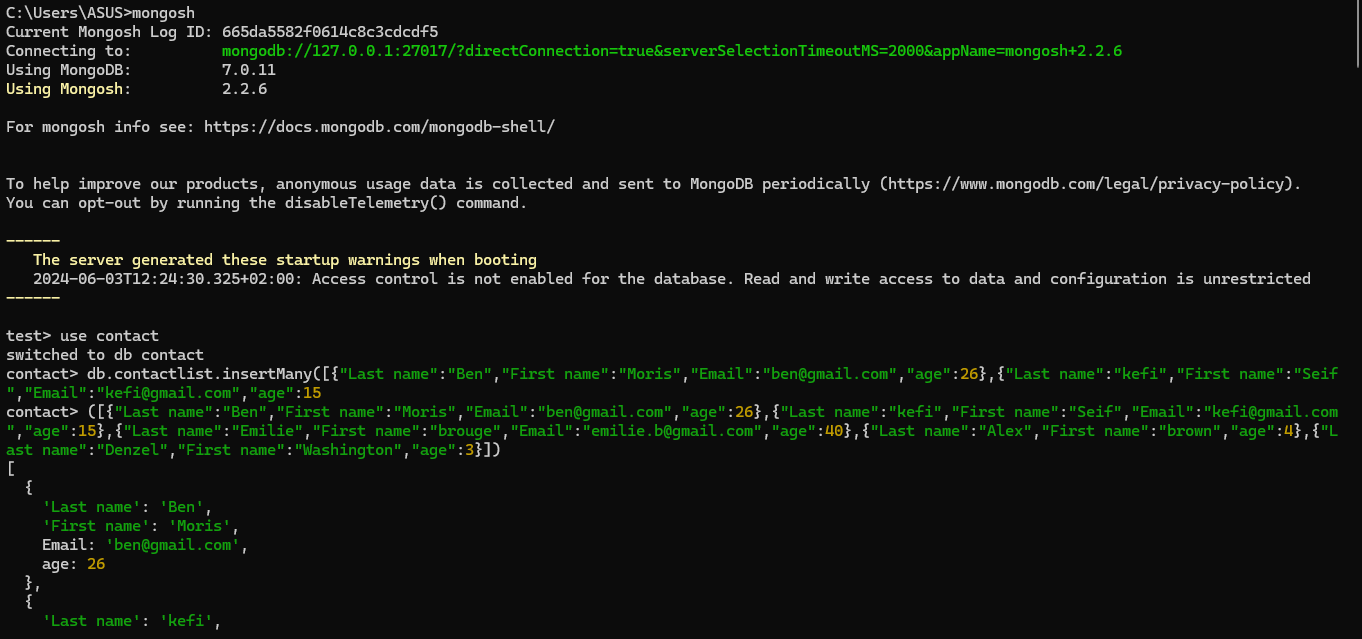 C:\Users\ASUS>mongosh
Current Mongosh Log ID: 665da5582f0614c8c3cdcdf5
Connecting to:          mongodb://127.0.0.1:27017/?directConnection=true&serverSelectionTimeoutMS=2000&appName=mongosh+2.2.6
Using MongoDB:          7.0.11
Using Mongosh:          2.2.6
For mongosh info see: https://docs.mongodb.com/mongodb-shell/
To help improve our products, anonymous usage data is collected and sent to MongoDB periodically (https://www.mongodb.com/legal/privacy-policy).
You can opt-out by running the disableTelemetry() command.
------
   The server generated these startup warnings when booting
   2024-06-03T12:24:30.325+02:00: Access control is not enabled for the database. Read and write access to data and configuration is unrestricted
------
test> use contact
switched to db contact
contact> db.contactlist.insertMany([{"Last name":"Ben","First name":"Moris","Email":"ben@gmail.com","age":26},{"Last name":"kefi","First name":"Seif
","Email":"kefi@gmail.com","age":15
contact> ([{"Last name":"Ben","First name":"Moris","Email":"ben@gmail.com","age":26},{"Last name":"kefi","First name":"Seif","Email":"kefi@gmail.com
","age":15},{"Last name":"Emilie","First name":"brouge","Email":"emilie.b@gmail.com","age":40},{"Last name":"Alex","First name":"brown","age":4},{"L
ast name":"Denzel","First name":"Washington","age":3}])
[
  {
    'Last name': 'Ben',
    'First name': 'Moris',
    Email: 'ben@gmail.com',
    age: 26
  },
  {
    'Last name': 'kefi',